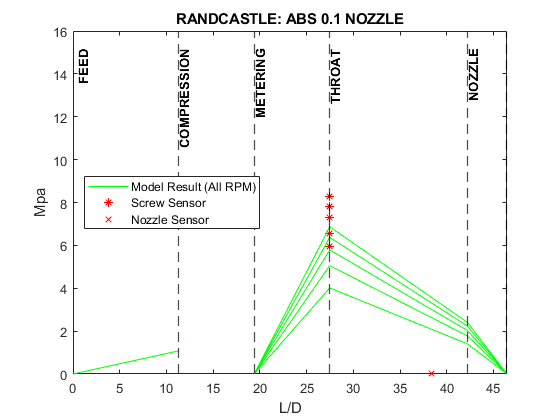 RANDCASTLE: ABS 0.1 NOZZLE
16
14
12
10
8
6
4
2
0
Mpa
FEED
COMPRESSION
METERING
THROAT
NOZZLE
Model Result (All RPM)
Screw Sensor
Nozzle Sensor
0
5
10
15
20
25
30
35
40
45
L/D